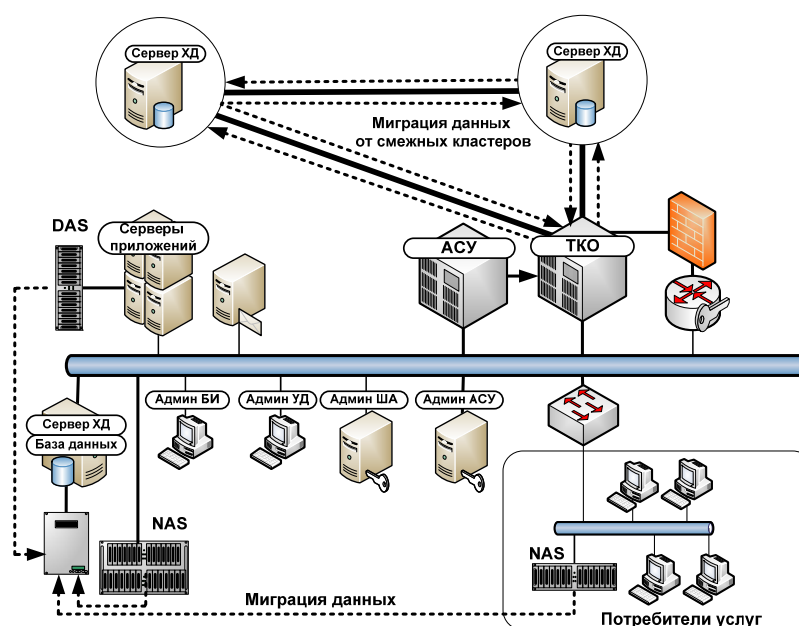 Сервер ХД
Сервер ХД
Миграция данных
от смежных кластеров
DAS
Серверы
приложений
АСУ
ТКО
Админ БИ
Админ УД
Админ ША
Админ АСУ
Сервер ХД
База данных
NAS
NAS
Миграция данных
Потребители услуг